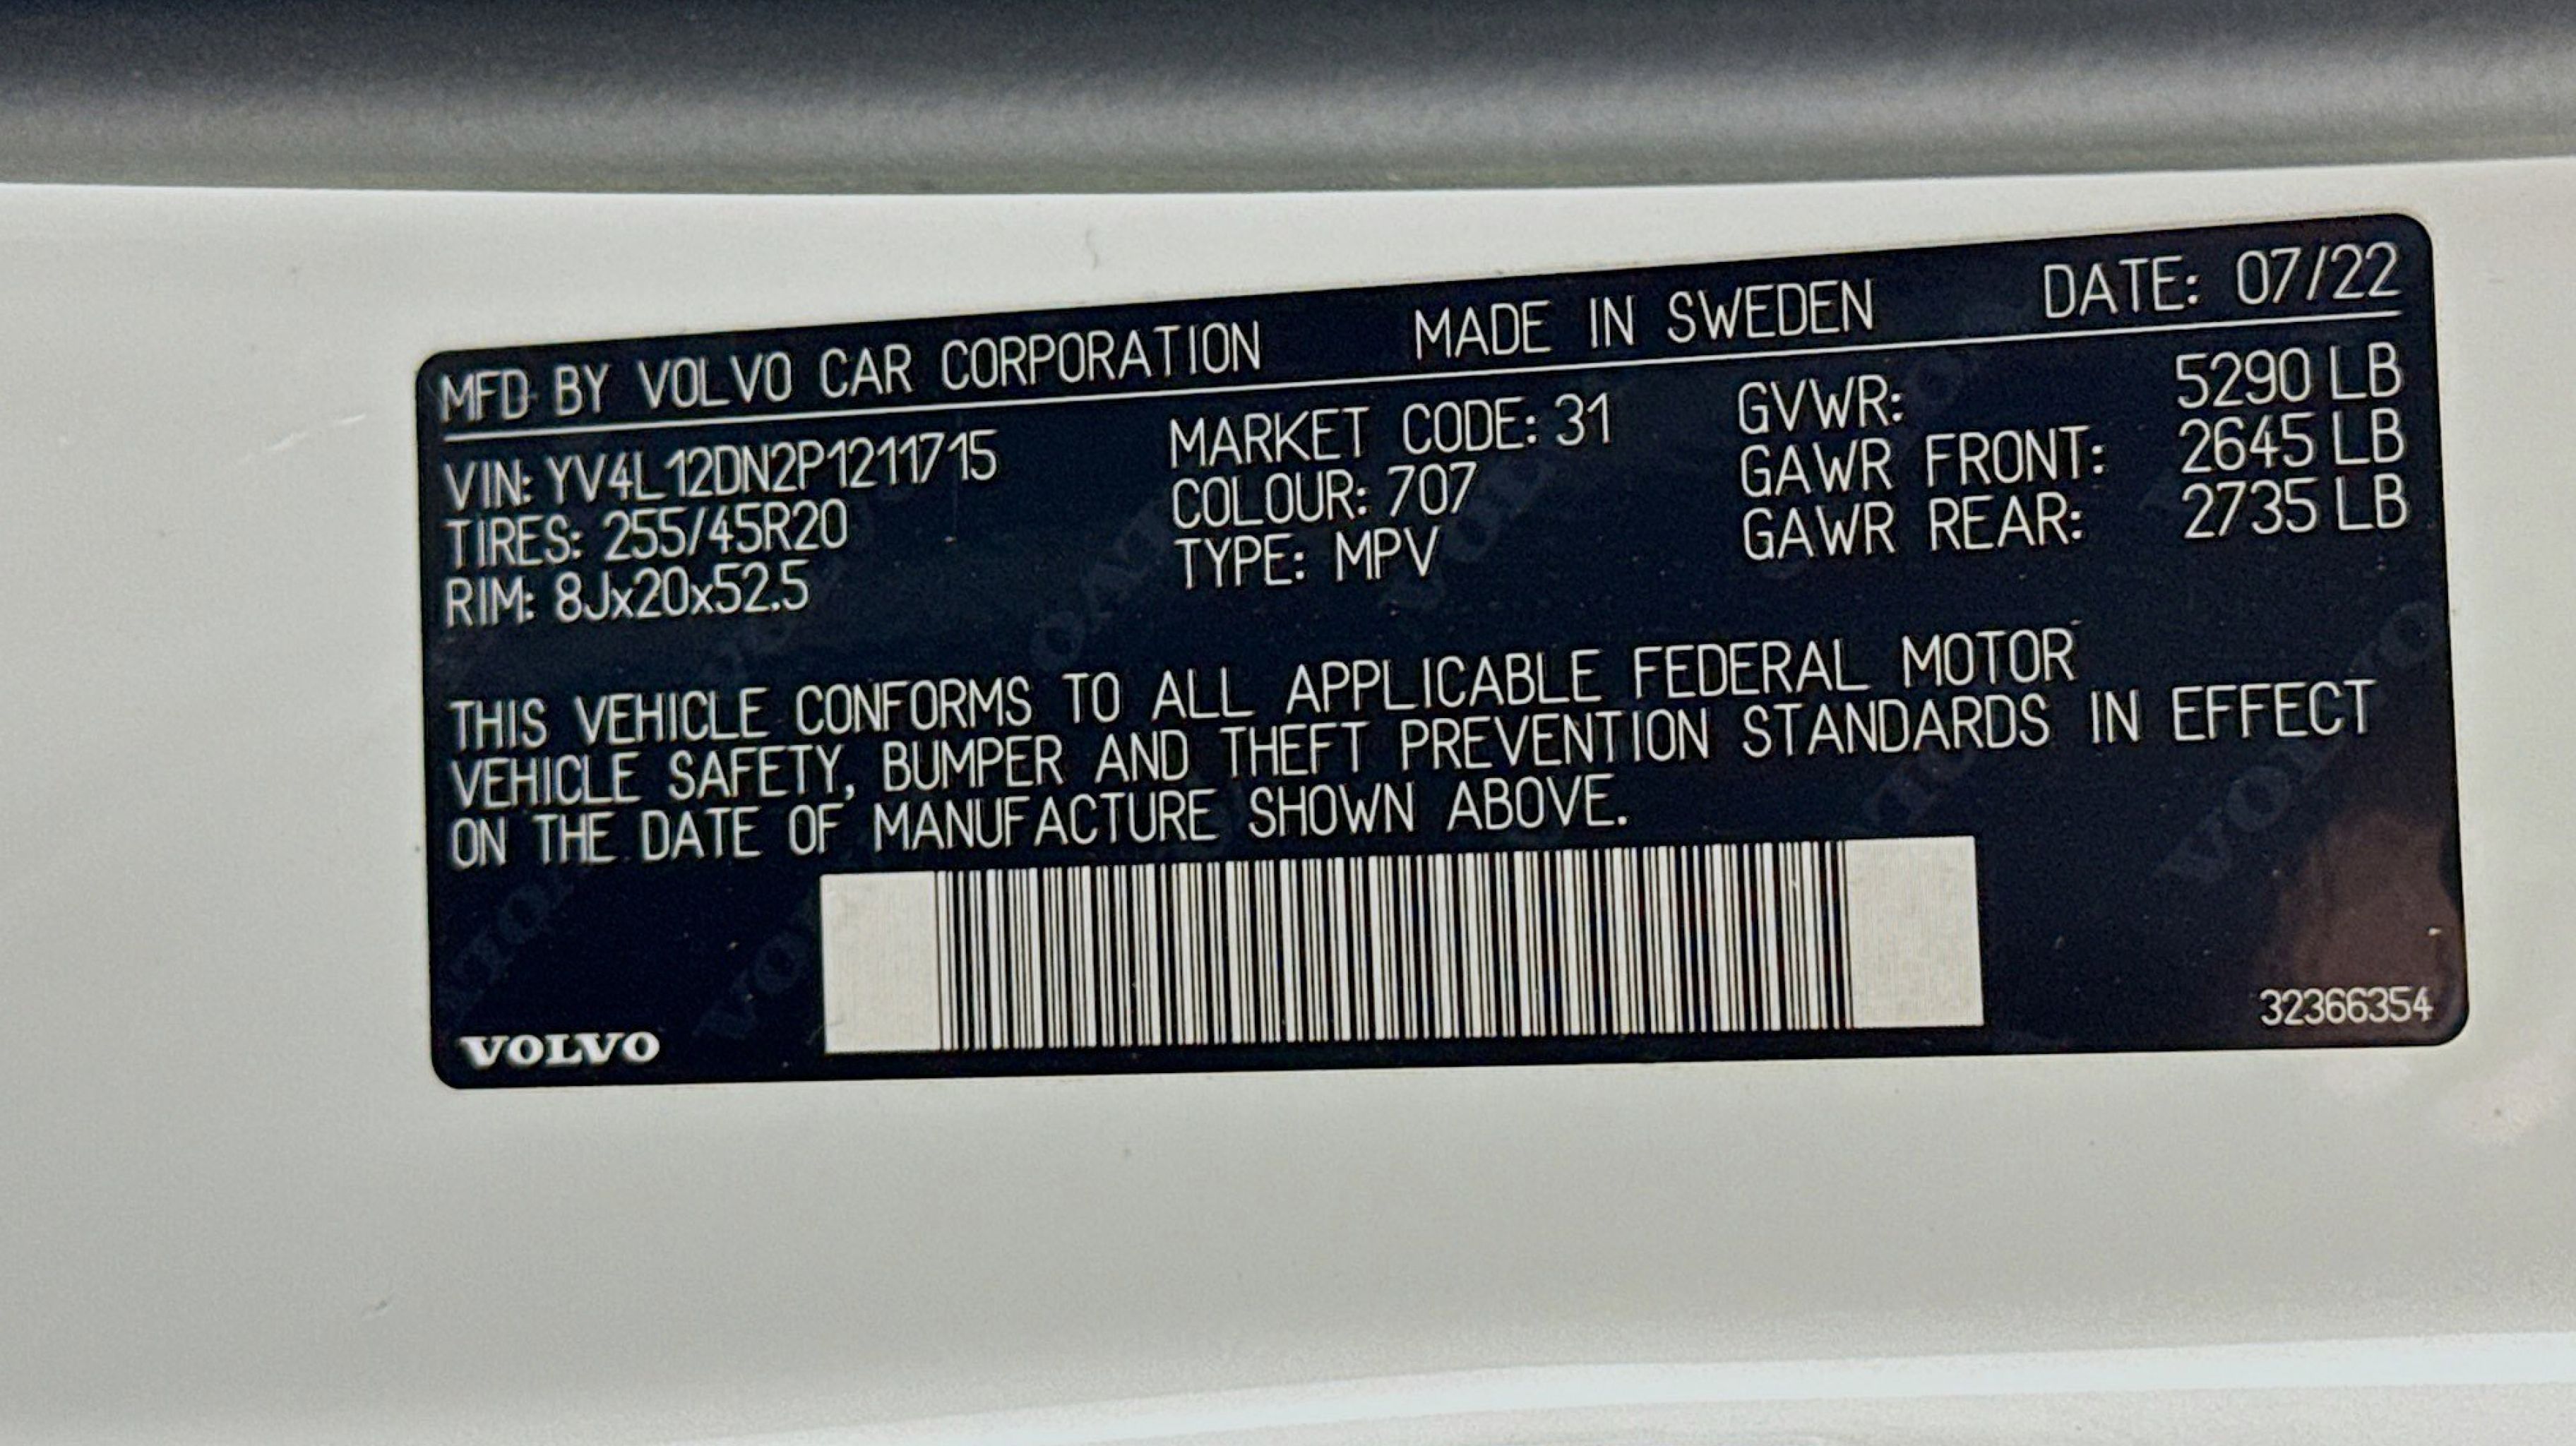 MFD BY VOLVO CAR CORPORATION MADE IN SWEDEN DATE: 07/22
VIN: YV4L12DN2P1211715 MARKET CODE: 31 GVWR: 5290 LB
TIRES: 255/45R20 COLOUR: 707 GAWR FRONT: 2645 LB
RIM: 8Jx20x52.5 TYPE: MPV GAWR REAR: 2735 LB
THIS VEHICLE CONFORMS TO ALL APPLICABLE FEDERAL MOTOR
VEHICLE SAFETY, BUMPER AND THEFT PREVENTION STANDARDS IN EFFECT
ON THE DATE OF MANUFACTURE SHOWN ABOVE.
VOLVO 32366354